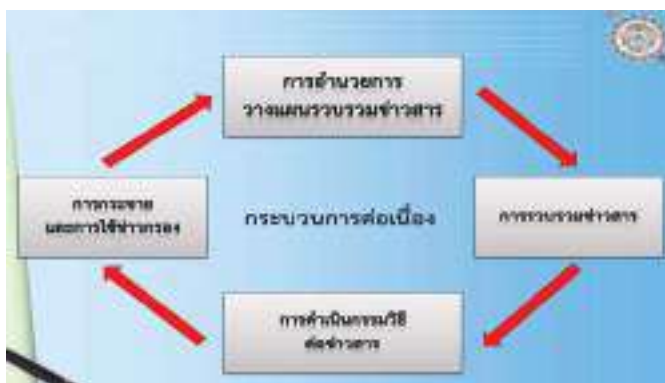 การอำนวยการ
วางแผนรวบรวมข่าวสาร
การกระจาย
และการใช้ข่าวกรอง
กระบวนการต่อเนื่อง
การรวบรวมข่าวสาร
การดำเนินกรรมวิธี
ต่อข่าวสาร